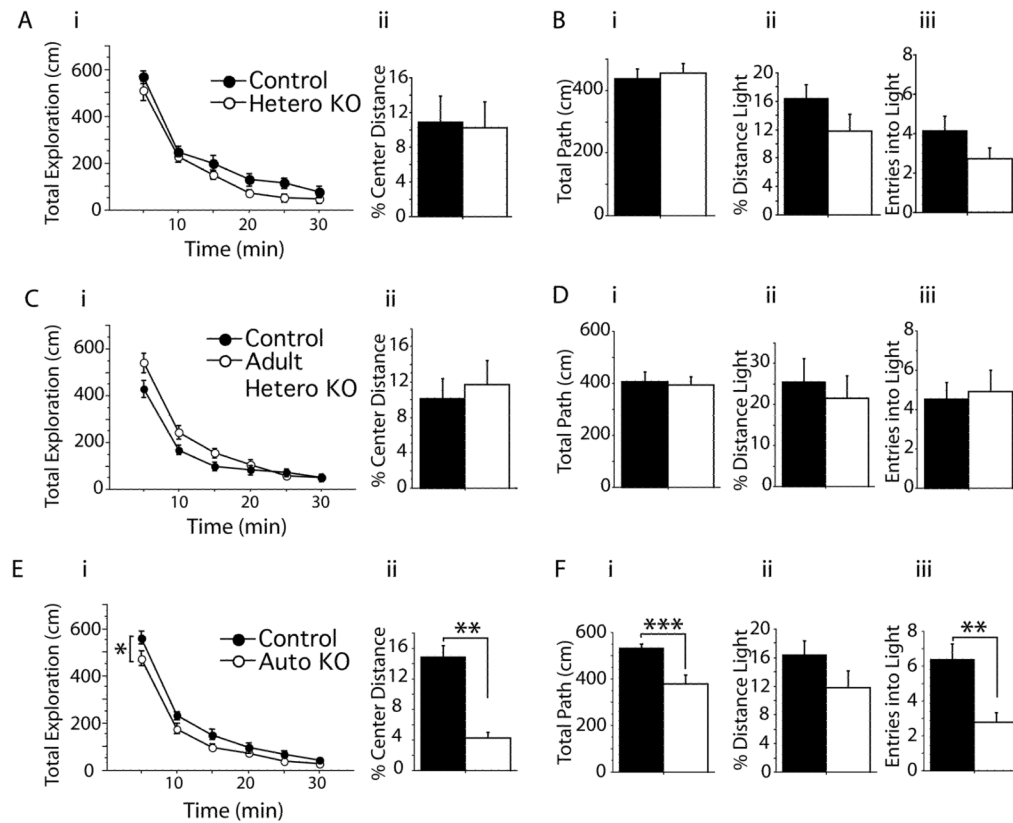 A i ii B i ii iii
Total Exploration (cm)
600
400
200
0
10 20 30
Time (min)
Control
Hetero KO
% Center Distance
16
12
8
4
0
Total Path (cm)
400
200
0
% Distance Light
20
16
12
8
4
0
Entries into Light
8
6
4
2
0
C i ii D i ii iii
Total Exploration (cm)
600
400
200
0
10 20 30
Time (min)
Control
Adult
Hetero KO
% Center Distance
16
12
8
4
0
Total Path (cm)
600
400
200
0
% Distance Light
30
20
10
0
Entries into Light
8
6
4
2
0
E i ii F i ii iii
Total Exploration (cm)
600
400
200
0
*
10 20 30
Time (min)
Control
Auto KO
% Center Distance
16
12
8
4
0
**
Total Path (cm)
600
400
200
0
***
% Distance Light
20
16
12
8
4
0
Entries into Light
8
6
4
2
0
**